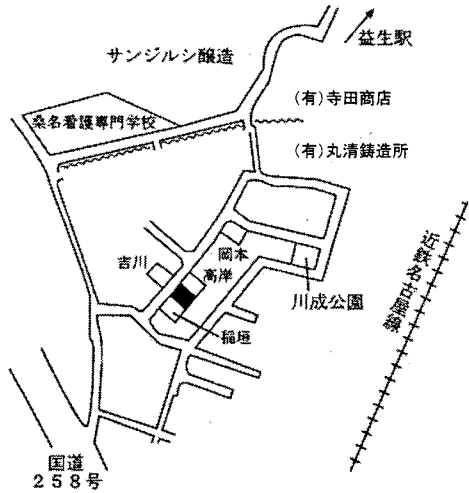 益生駅
サンジルシ醸造
(有)寺田商店
桑名看護専門学校
(有)丸清鋳造所
岡本
吉川
高岸
川成公園
稲垣
近鉄名古屋線
国道
258号